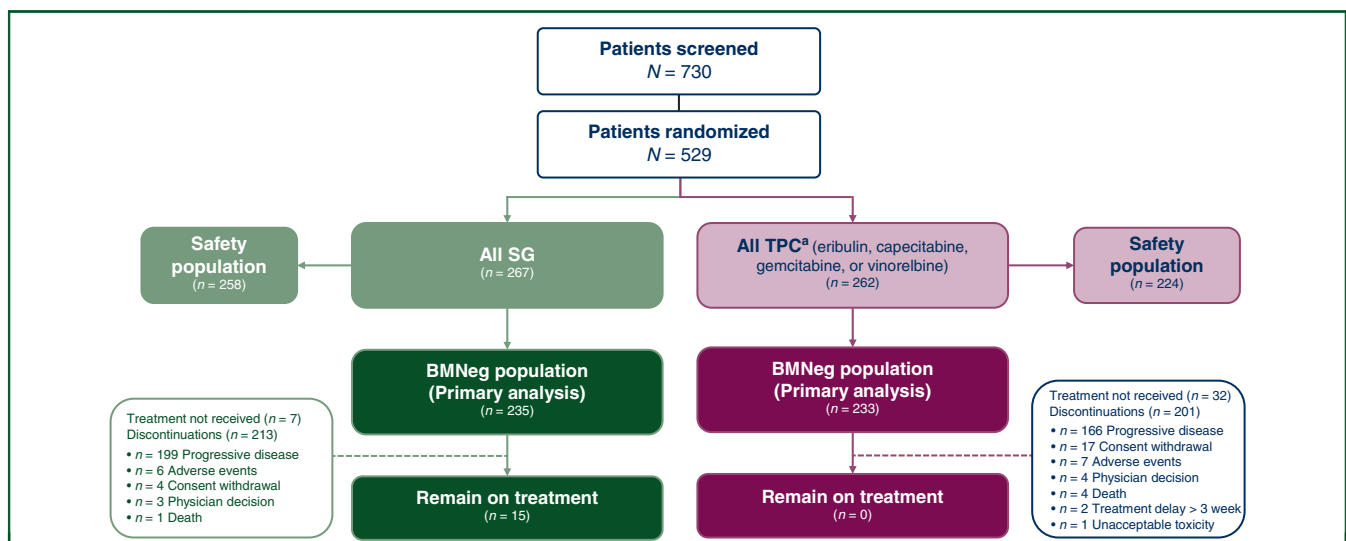 Patients screened
N = 730
Patients randomized
N = 529
Safety
population
(n = 258)
All SG
(n = 267)
All TPCa (eribulin, capecitabine,
gemcitabine, or vinorelbine)
(n = 262)
Safety
population
(n = 224)
BMNeg population
(Primary analysis)
(n = 235)
BMNeg population
(Primary analysis)
(n = 233)
Treatment not received (n = 7)
Discontinuations (n = 213)
• n = 199 Progressive disease
• n = 6 Adverse events
• n = 4 Consent withdrawal
• n = 3 Physician decision
• n = 1 Death
Treatment not received (n = 32)
Discontinuations (n = 201)
• n = 166 Progressive disease
• n = 17 Consent withdrawal
• n = 7 Adverse events
• n = 4 Physician decision
• n = 4 Death
• n = 2 Treatment delay > 3 week
• n = 1 Unacceptable toxicity
Remain on treatment
(n = 15)
Remain on treatment
(n = 0)